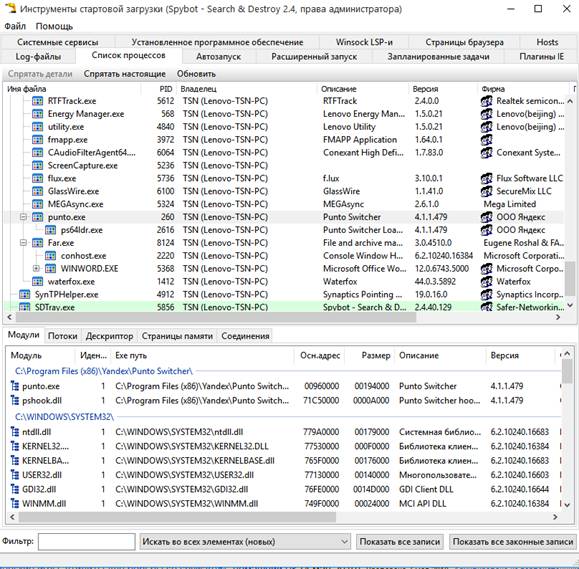 Инструменты стартовой загрузки (Spybot - Search & Destroy 2.4, права администратора)
Файл Помощь
Системные сервисы Установленное программное обеспечение Winsock LSP-и Страницы браузера Hosts
Log-файлы Список процессов Автозапуск Расширенный запуск Запланированные задачи Плагины IE
Спрятать детали Спрятать настоящие Обновить
Имя файла PID Владелец Описание Версия Фирма
RTFTrack.exe 5612 TSN (Lenovo-TSN-PC) RTFTrack 2.4.0.0 Realtek semicon...
Energy Manager.exe 568 TSN (Lenovo-TSN-PC) Lenovo Energy Man... 1.5.0.21 Lenovo(beijing) ...
utility.exe 4840 TSN (Lenovo-TSN-PC) Lenovo Utility 1.5.0.21 Lenovo(beijing) ...
fmapp.exe 3972 TSN (Lenovo-TSN-PC) FMAPP Application 1.64.0.1
CAudioFilterAgent64.... 6064 TSN (Lenovo-TSN-PC) Conexant High Defi... 1.7.83.0 Conexant Syste...
ScreenCapture.exe 5236 TSN (Lenovo-TSN-PC)
flux.exe 5736 TSN (Lenovo-TSN-PC) f.lux 3.10.0.1 Flux Software LLC
GlassWire.exe 6100 TSN (Lenovo-TSN-PC) GlassWire 1.1.41.0 SecureMix LLC
MEGAsync.exe 5324 TSN (Lenovo-TSN-PC) MEGASync 2.6.1.0 Mega Limited
punto.exe 260 TSN (Lenovo-TSN-PC) Punto Switcher 4.1.1.479 ООО Яндекс
ps64ldr.exe 2616 TSN (Lenovo-TSN-PC) Punto Switcher Loa... 4.1.1.479 ООО Яндекс
Far.exe 8124 TSN (Lenovo-TSN-PC) File and archive ma... 3.0.4510.0 Eugene Roshal & FA...
conhost.exe 2220 TSN (Lenovo-TSN-PC) Console Window H... 6.2.10240.16384 Microsoft Corporati...
WINWORD.EXE 5368 TSN (Lenovo-TSN-PC) Microsoft Office Wo... 12.0.6743.5000 Microsoft Corpor...
waterfox.exe 1412 TSN (Lenovo-TSN-PC) Waterfox 44.0.3.5892 Waterfox
SynTPHelper.exe 4912 TSN (Lenovo-TSN-PC) Synaptics Pointing ... 19.0.16.0 Synaptics Incorpor...
SDTray.exe 5856 TSN (Lenovo-TSN-PC) Spybot - Search & D... 2.4.40.129 Safer-Networkin...
Модули Потоки Дескриптор Страницы памяти Соединения
Модуль Иден... Exe путь Осн.адрес Размер Описание Версия
C:\Program Files (x86)\Yandex\Punto Switcher\
punto.exe 1 C:\Program Files (x86)\Yandex\Punto Switch... 00960000 00194000 Punto Switcher 4.1.1.479
pshook.dll 1 C:\Program Files (x86)\Yandex\Punto Switch... 71C50000 0000A000 Punto Switcher hoo... 4.1.1.479
C:\WINDOWS\SYSTEM32\
ntdll.dll 1 C:\WINDOWS\SYSTEM32\ntdll.dll 779A0000 00179000 Системная библио... 6.2.10240.16683
KERNEL32.... 1 C:\WINDOWS\SYSTEM32\KERNEL32.DLL 77530000 000F0000 Библиотека клиен... 6.2.10240.16384
KERNELBA... 1 C:\WINDOWS\SYSTEM32\KERNELBASE.dll 765F0000 00176000 Библиотека клиен... 6.2.10240.16683
USER32.dll 1 C:\WINDOWS\SYSTEM32\USER32.dll 77130000 00140000 Многопользовате... 6.2.10240.16603
GDI32.dll 1 C:\WINDOWS\SYSTEM32\GDI32.dll 76FE0000 0014D000 GDI Client DLL 6.2.10240.16644
WINMM.dll 1 C:\WINDOWS\SYSTEM32\WINMM.dll 749F0000 00024000 MCI API DLL 6.2.10240.16384
Фильтр: Искать во всех элементах (новых) Показать все записи Показать все законные записи